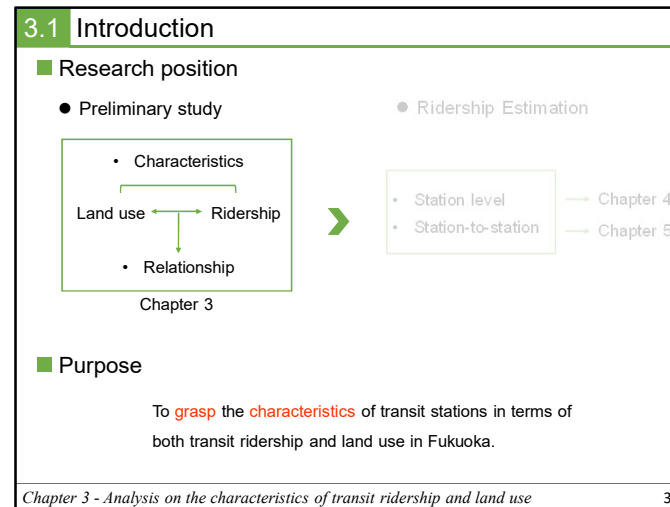 3.1 Introduction
Research position
● Preliminary study
● Ridership Estimation
• Characteristics
Land use
Ridership
• Relationship
Chapter 3
• Station level
Chapter 4
• Station-to-station
Chapter 5
Purpose
To grasp the characteristics of transit stations in terms of
both transit ridership and land use in Fukuoka.
Chapter 3 - Analysis on the characteristics of transit ridership and land use
3